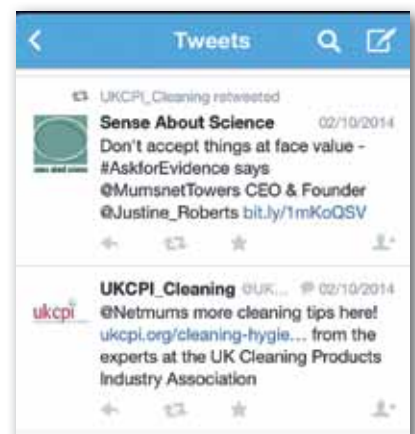 Tweets
UKCPI_Cleaning retweeted
Sense About Science 02/10/2014
Don't accept things at face value -
#AskforEvidence says
@MumsnetTowers CEO & Founder
@Justine_Roberts bit.ly/1mKoQSV
UKCPI_Cleaning @UK... 02/10/2014
ukcpi
@Netmums more cleaning tips here!
ukcpi.org/cleaning-hygie... from the
experts at the UK Cleaning Products
Industry Association